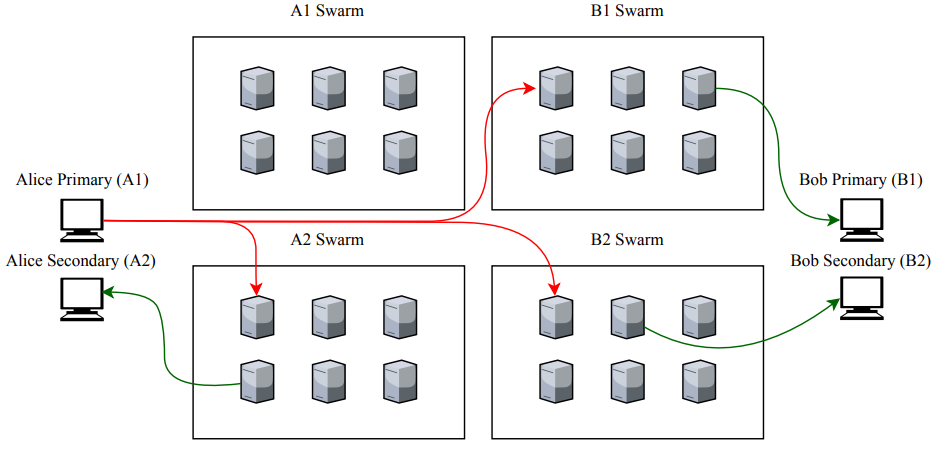 A1 Swarm
B1 Swarm
Alice Primary (A1)
Bob Primary (B1)
A2 Swarm
B2 Swarm
Alice Secondary (A2)
Bob Secondary (B2)